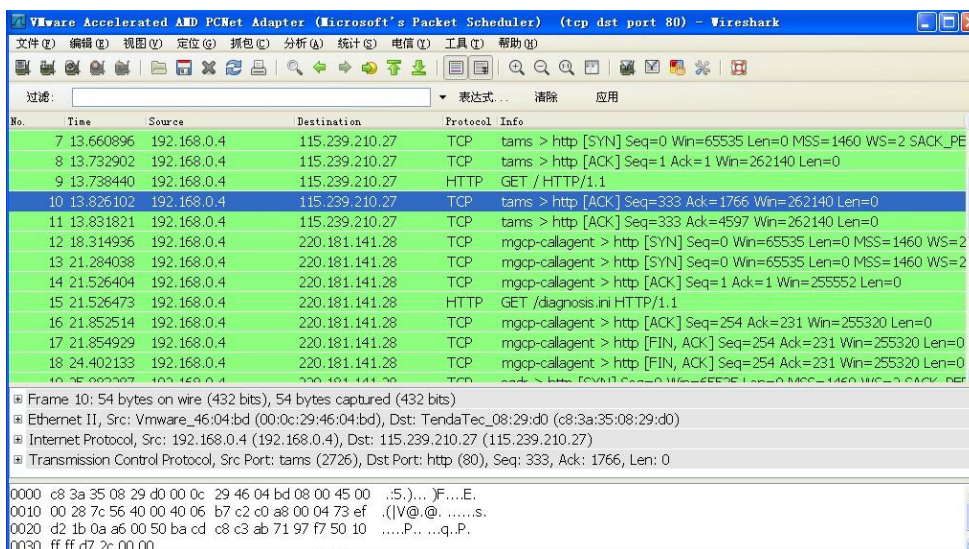 VMware Accelerated AMD PCNet Adapter (Microsoft's Packet Scheduler)  (tcp dst port 80) - Wireshark
文件(F) 编辑(E) 视图(V) 定位(G) 抓包(C) 分析(A) 统计(S) 电信(Y) 工具(T) 帮助(H)
过滤: 表达式... 清除 应用
No. Time Source Destination Protocol Info
7 13.660896 192.168.0.4 115.239.210.27 TCP tams > http [SYN] Seq=0 Win=65535 Len=0 MSS=1460 WS=2 SACK_PE
8 13.732902 192.168.0.4 115.239.210.27 TCP tams > http [ACK] Seq=1 Ack=1 Win=262140 Len=0
9 13.738440 192.168.0.4 115.239.210.27 HTTP GET / HTTP/1.1
10 13.826102 192.168.0.4 115.239.210.27 TCP tams > http [ACK] Seq=333 Ack=1766 Win=262140 Len=0
11 13.831821 192.168.0.4 115.239.210.27 TCP tams > http [ACK] Seq=333 Ack=4597 Win=262140 Len=0
12 18.314936 192.168.0.4 220.181.141.28 TCP mgcp-callagent > http [SYN] Seq=0 Win=65535 Len=0 MSS=1460 WS=2
13 21.284038 192.168.0.4 220.181.141.28 TCP mgcp-callagent > http [SYN] Seq=0 Win=65535 Len=0 MSS=1460 WS=2
14 21.526404 192.168.0.4 220.181.141.28 TCP mgcp-callagent > http [ACK] Seq=1 Ack=1 Win=255552 Len=0
15 21.526473 192.168.0.4 220.181.141.28 HTTP GET /diagnosis.ini HTTP/1.1
16 21.852514 192.168.0.4 220.181.141.28 TCP mgcp-callagent > http [ACK] Seq=254 Ack=231 Win=255320 Len=0
17 21.854929 192.168.0.4 220.181.141.28 TCP mgcp-callagent > http [FIN, ACK] Seq=254 Ack=231 Win=255320 Len=0
18 24.402133 192.168.0.4 220.181.141.28 TCP mgcp-callagent > http [FIN, ACK] Seq=254 Ack=231 Win=255320 Len=0
Frame 10: 54 bytes on wire (432 bits), 54 bytes captured (432 bits)
Ethernet II, Src: Vmware_46:04:bd (00:0c:29:46:04:bd), Dst: TendaTec_08:29:d0 (c8:3a:35:08:29:d0)
Internet Protocol, Src: 192.168.0.4 (192.168.0.4), Dst: 115.239.210.27 (115.239.210.27)
Transmission Control Protocol, Src Port: tams (2726), Dst Port: http (80), Seq: 333, Ack: 1766, Len: 0
0000 c8 3a 35 08 29 d0 00 0c 29 46 04 bd 08 00 45 00 .:5.)... )F....E.
0010 00 28 7c 56 40 00 40 06 b7 c2 c0 a8 00 04 73 ef .(|V@.@. ......s.
0020 d2 1b 0a a6 00 50 ba cd c8 c3 ab 71 97 f7 50 10 .....P.. ...q..P.
0030 ff ff d7 2c 00 00